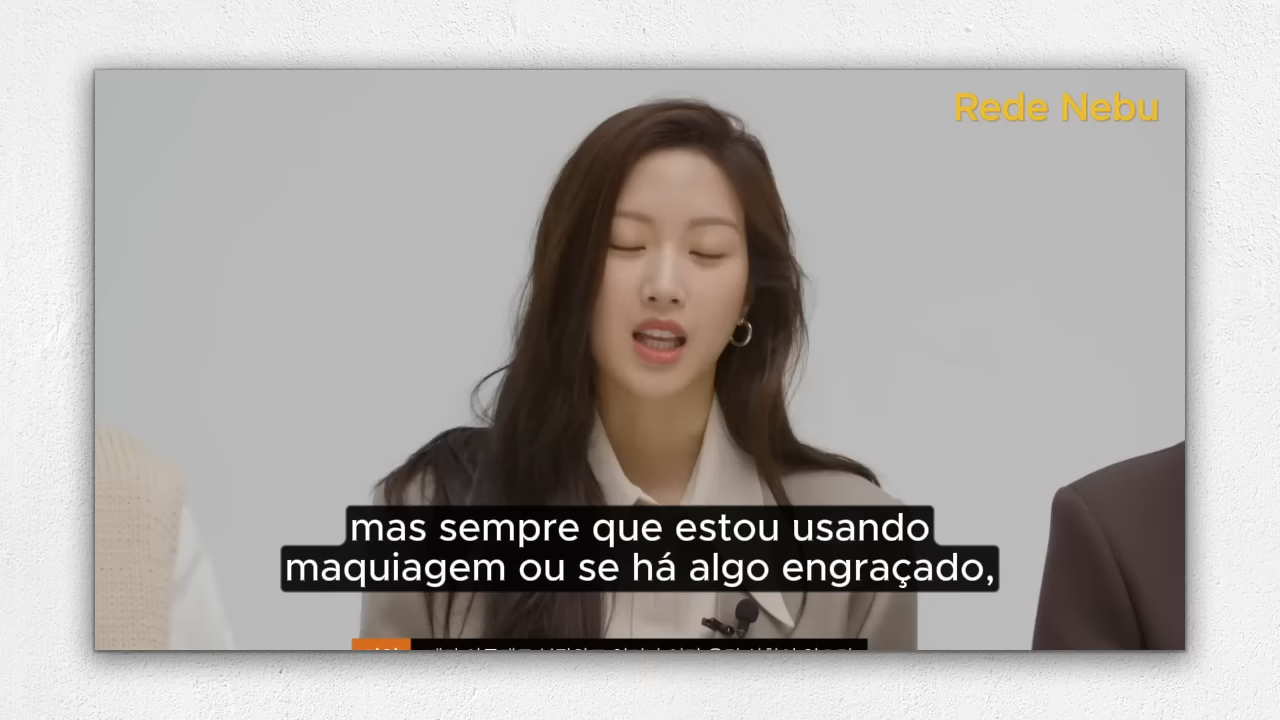 Rede Nebu
mas sempre que estou usando
maquiagem ou se há algo engraçado,